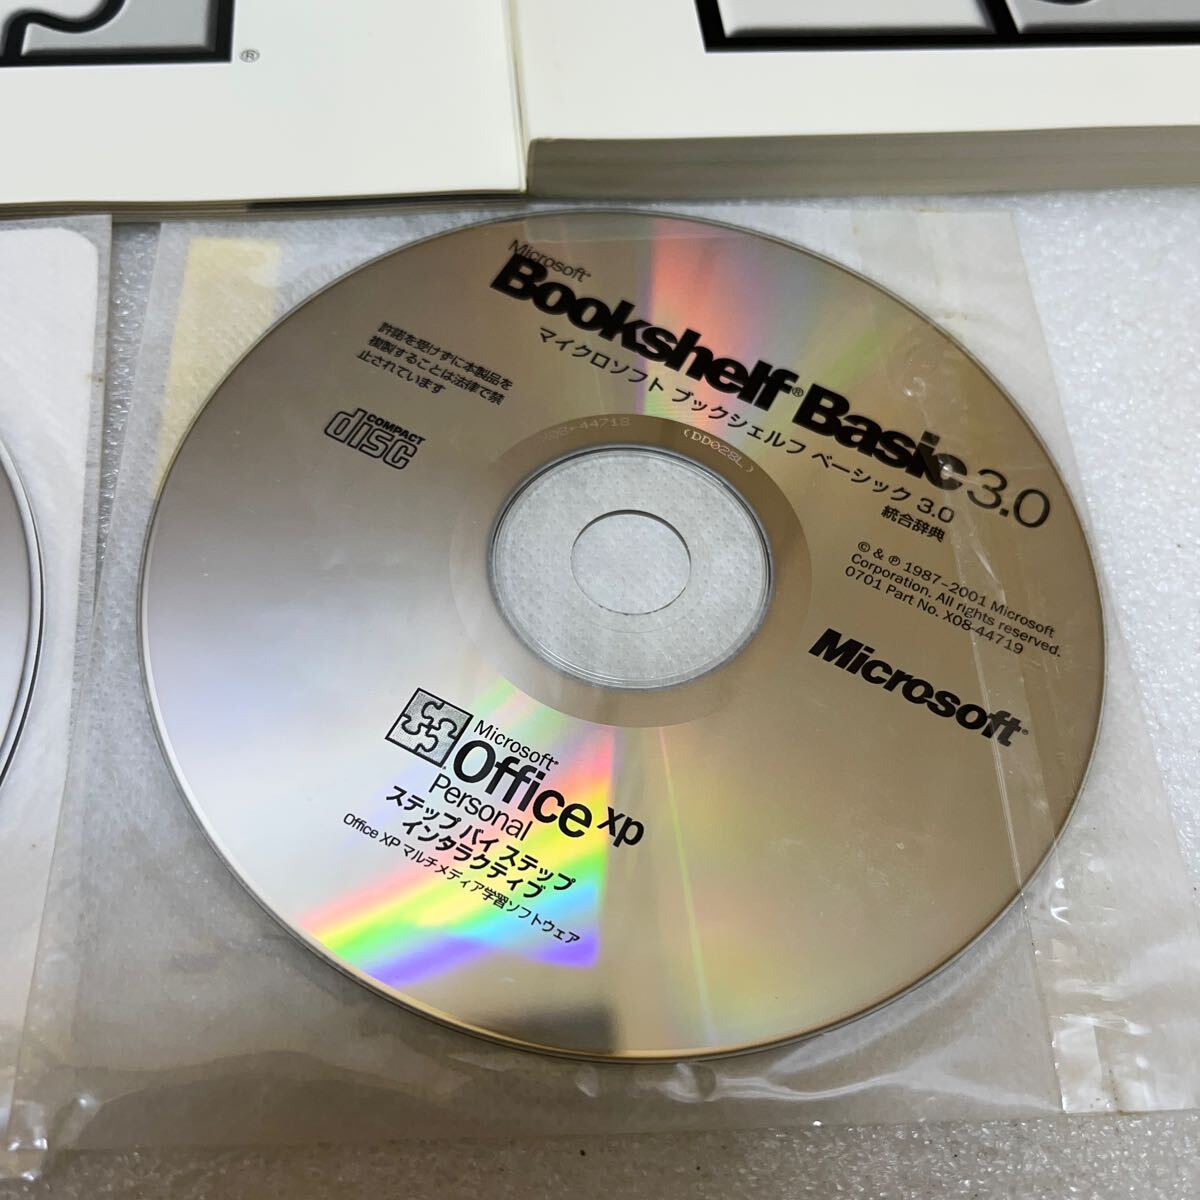 ®
Microsoft®
Bookshelf® Basic 3.0
マイクロソフト ブックシェルフ ベーシック 3.0
統合辞典
許諾を受けずに本製品を
複製することは法律で禁
止されています
COMPACT
disc
X08-44718 (DD028L)
© & ℗ 1987-2001 Microsoft
Corporation. All rights reserved.
0701 Part No. X08-44719
Microsoft®
Microsoft®
Office xp
Personal
ステップ バイ ステップ
インタラクティブ
Office XP マルチメディア学習ソフトウェア